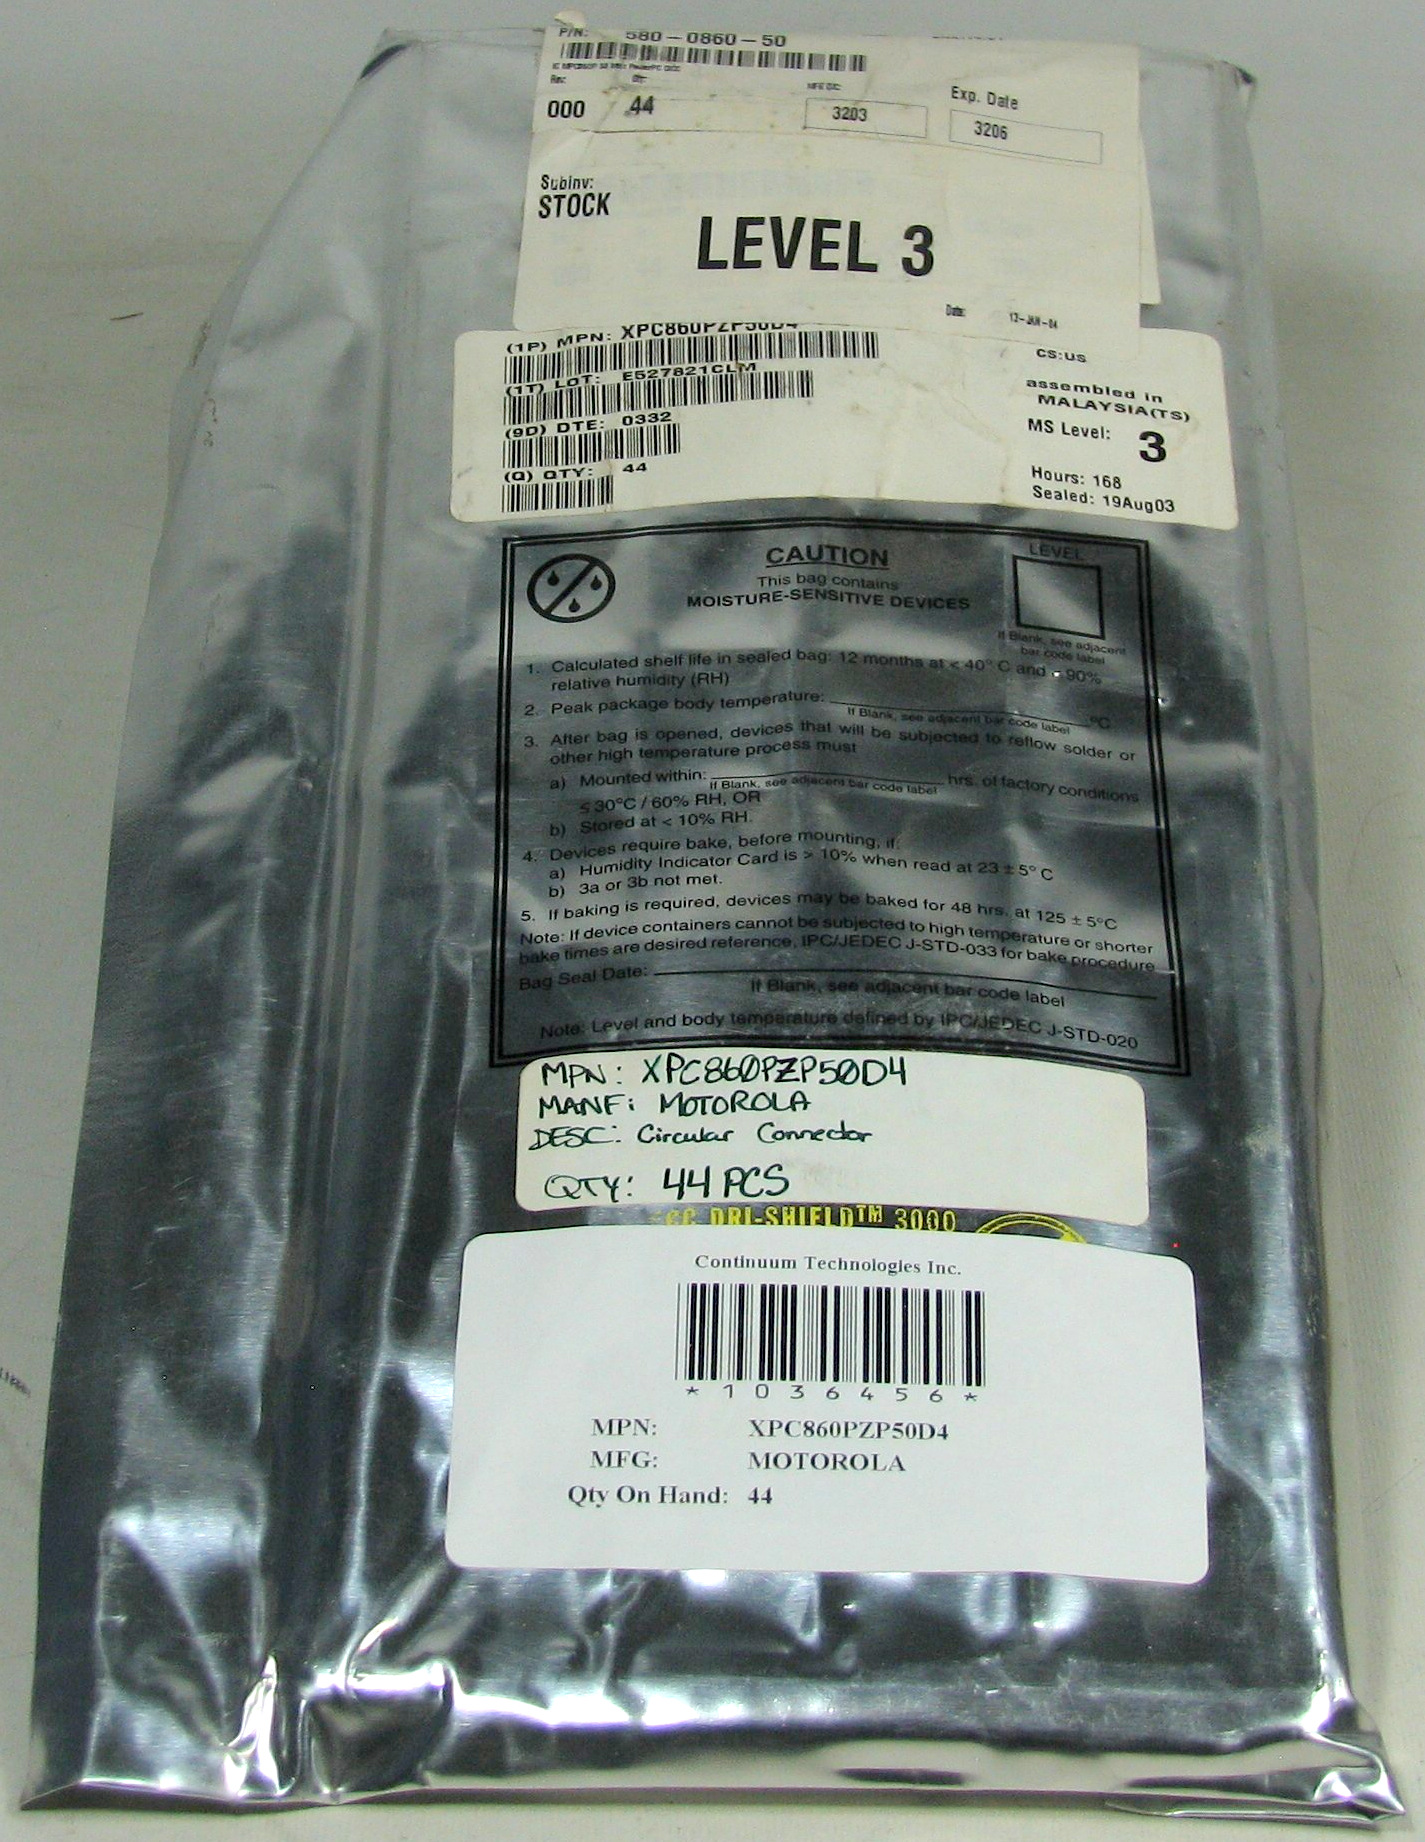 P/N: 580-0860-50
Rev: Qty:
000 44
MFR D/C:
3203
Exp. Date
3206
Subinv:
STOCK
LEVEL 3
Date: 13-JAN-04
(1P) MPN: XPC860PZP50D4
(1T) LOT: E527821CLM
(9D) DTE: 0332
(Q) QTY: 44
CS:US
assembled in
MALAYSIA(TS)
MS Level: 3
Hours: 168
Sealed: 19Aug03
CAUTION
This bag contains
MOISTURE-SENSITIVE DEVICES
LEVEL
If Blank, see adjacent
bar code label
1. Calculated shelf life in sealed bag: 12 months at < 40° C and < 90%
relative humidity (RH)
2. Peak package body temperature: °C
If Blank, see adjacent bar code label
3. After bag is opened, devices that will be subjected to reflow solder or
other high temperature process must
a) Mounted within: hrs. of factory conditions
If Blank, see adjacent bar code label
≤ 30°C / 60% RH, OR
b) Stored at < 10% RH.
4. Devices require bake, before mounting, if:
a) Humidity Indicator Card is > 10% when read at 23 ± 5° C
b) 3a or 3b not met.
5. If baking is required, devices may be baked for 48 hrs. at 125 ± 5°C
Note: If device containers cannot be subjected to high temperature or shorter
bake times are desired reference, IPC/JEDEC J-STD-033 for bake procedure
Bag Seal Date:
If Blank, see adjacent bar code label
Note: Level and body temperature defined by IPC/JEDEC J-STD-020
MPN: XPC860PZP50D4
MANF: MOTOROLA
DESC: Circular Connector
QTY: 44 PCS
DRI-SHIELD™ 3000
Continuum Technologies Inc.
*1036456*
MPN: XPC860PZP50D4
MFG: MOTOROLA
Qty On Hand: 44